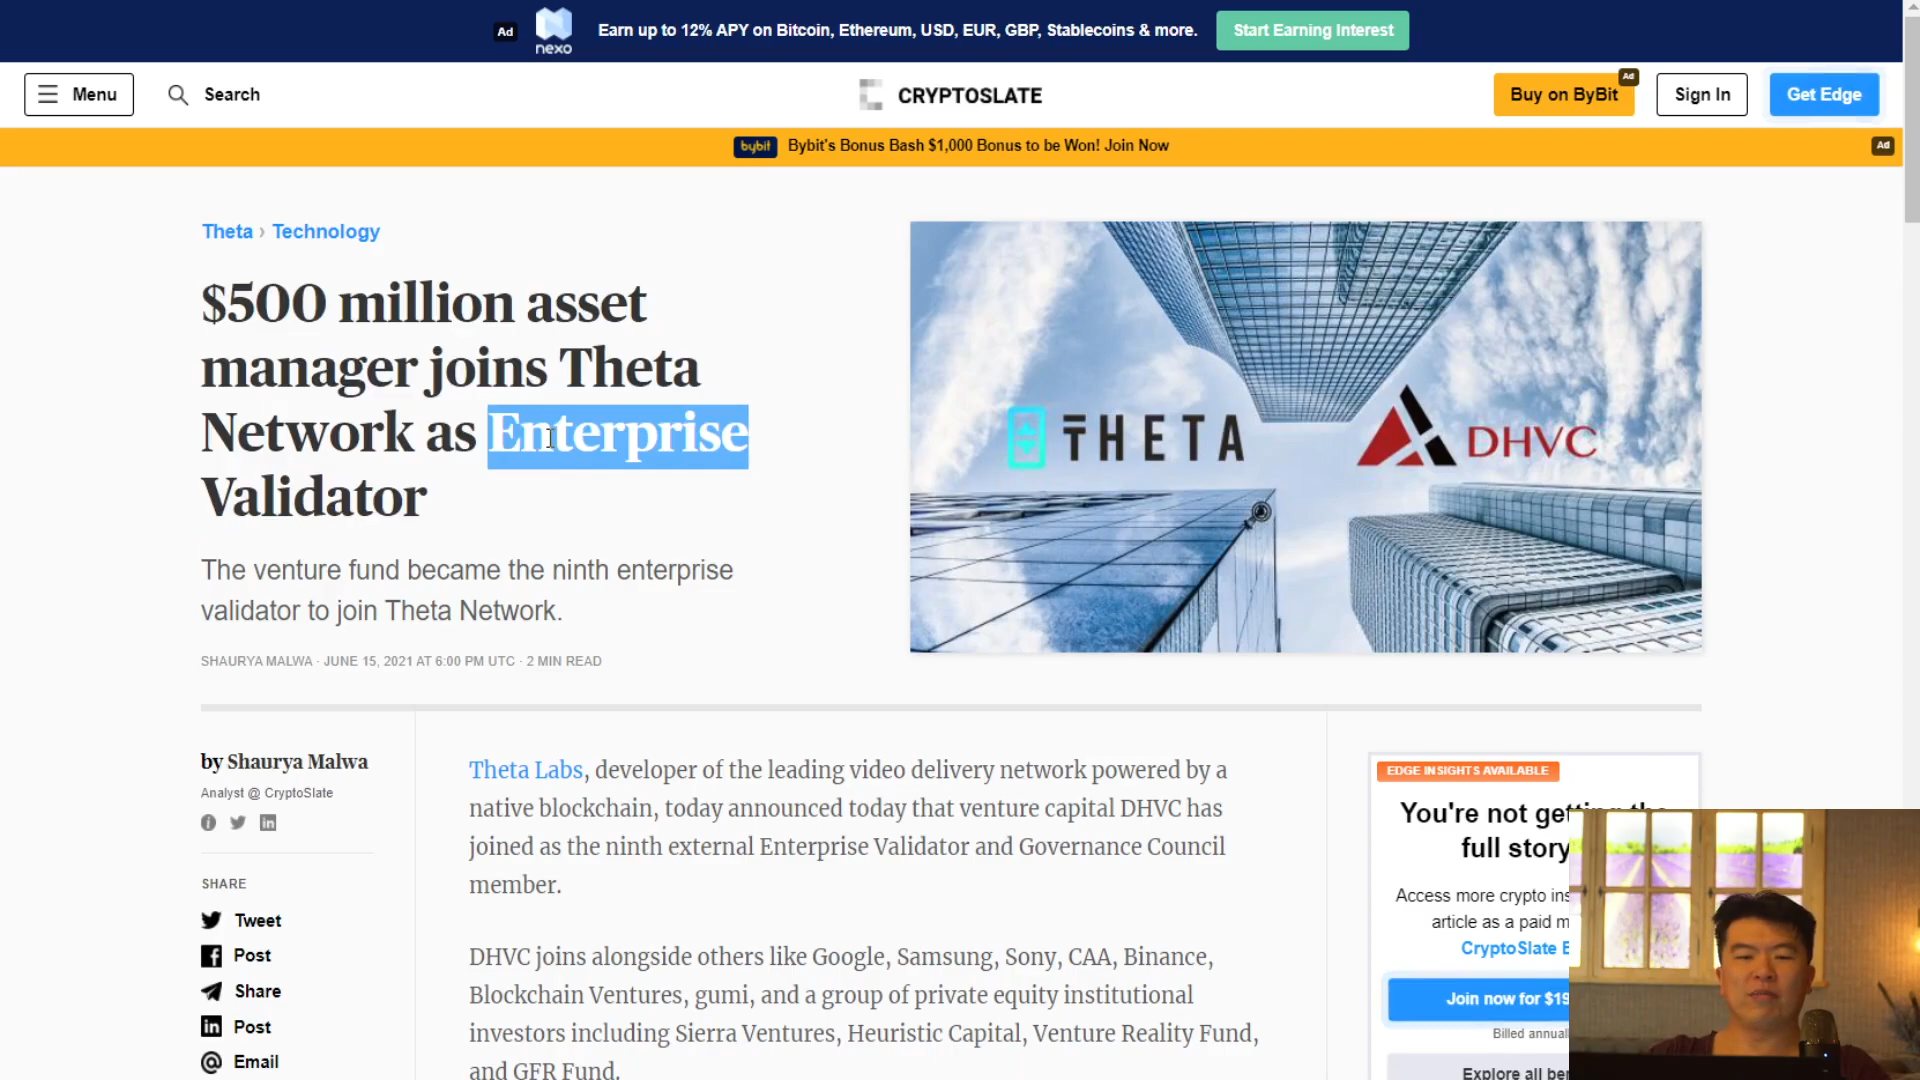 Ad
nexo
Earn up to 12% APY on Bitcoin, Ethereum, USD, EUR, GBP, Stablecoins & more.
Start Earning Interest
Menu
Search
CRYPTOSLATE
Buy on ByBit
Ad
Sign In
Get Edge
bybit
Bybit's Bonus Bash $1,000 Bonus to be Won! Join Now
Ad
Theta › Technology
$500 million asset
manager joins Theta
Network as Enterprise
Validator
The venture fund became the ninth enterprise
validator to join Theta Network.
SHAURYA MALWA · JUNE 15, 2021 AT 6:00 PM UTC · 2 MIN READ
THETA
DHVC
by Shaurya Malwa
Analyst @ CryptoSlate
SHARE
Tweet
Post
Share
Post
Email
Theta Labs, developer of the leading video delivery network powered by a
native blockchain, today announced today that venture capital DHVC has
joined as the ninth external Enterprise Validator and Governance Council
member.
DHVC joins alongside others like Google, Samsung, Sony, CAA, Binance,
Blockchain Ventures, gumi, and a group of private equity institutional
investors including Sierra Ventures, Heuristic Capital, Venture Reality Fund,
and GFR Fund.
EDGE INSIGHTS AVAILABLE
You're not getting the
full story
Access more crypto ins
article as a paid m
CryptoSlate E
Join now for $19
Billed annual
Explore all ben